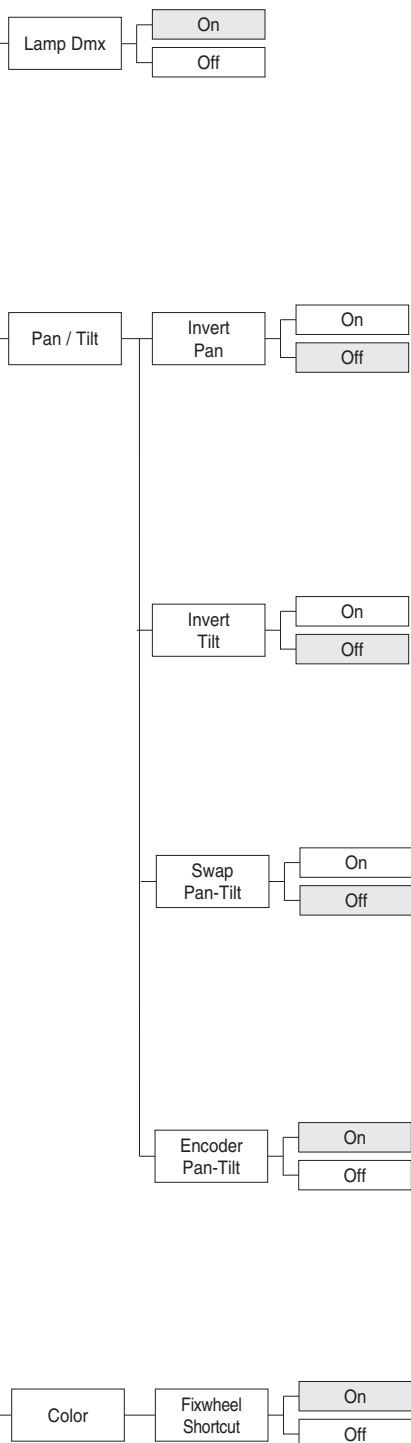 Lamp Dmx
On
Off
Pan / Tilt
Invert
Pan
On
Off
Invert
Tilt
On
Off
Swap
Pan-Tilt
On
Off
Encoder
Pan-Tilt
On
Off
Color
Fixwheel
Shortcut
On
Off